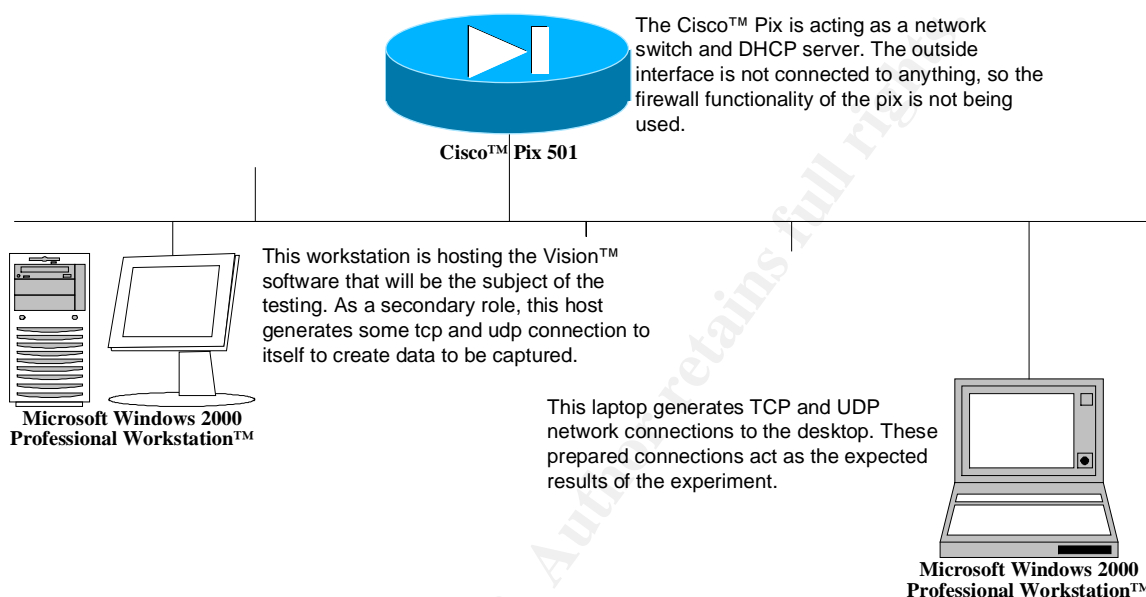 The Cisco™ Pix is acting as a network
switch and DHCP server. The outside
interface is not connected to anything, so the
firewall functionality of the pix is not being
used.
Cisco™ Pix 501
This workstation is hosting the Vision™
software that will be the subject of the
testing. As a secondary role, this host
generates some tcp and udp connection to
itself to create data to be captured.
Microsoft Windows 2000
Professional Workstation™
This laptop generates TCP and UDP
network connections to the desktop. These
prepared connections act as the expected
results of the experiment.
Microsoft Windows 2000
Professional Workstation™
Author retains full rights